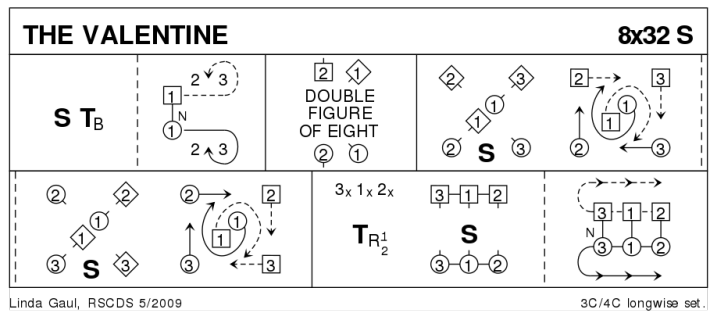 THE VALENTINE 8x32 S
S T B
1 N 1 2 3 2 3
2 1
DOUBLE
FIGURE
OF EIGHT
2 1
2 3 1 1 2 S 3
2 3 1 1 2 3
2 2 1 1 3 S 3
2 2 1 1 3 3
3x 1x 2x
T R 1 2
3 1 2
S
3 1 2
3 1 2
N
3 1 2
Linda Gaul, RSCDS 5/2009 3C/4C longwise set.